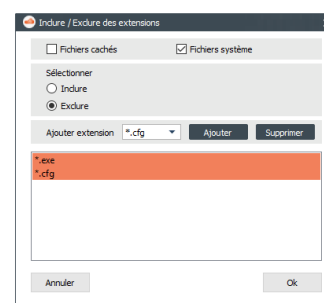 Inclure / Exclure des extensions
Fichiers cachés Fichiers système
Sélectionner
Inclure
Exclure
Ajouter extension *.cfg Ajouter Supprimer
*.exe
*.cfg
Annuler Ok